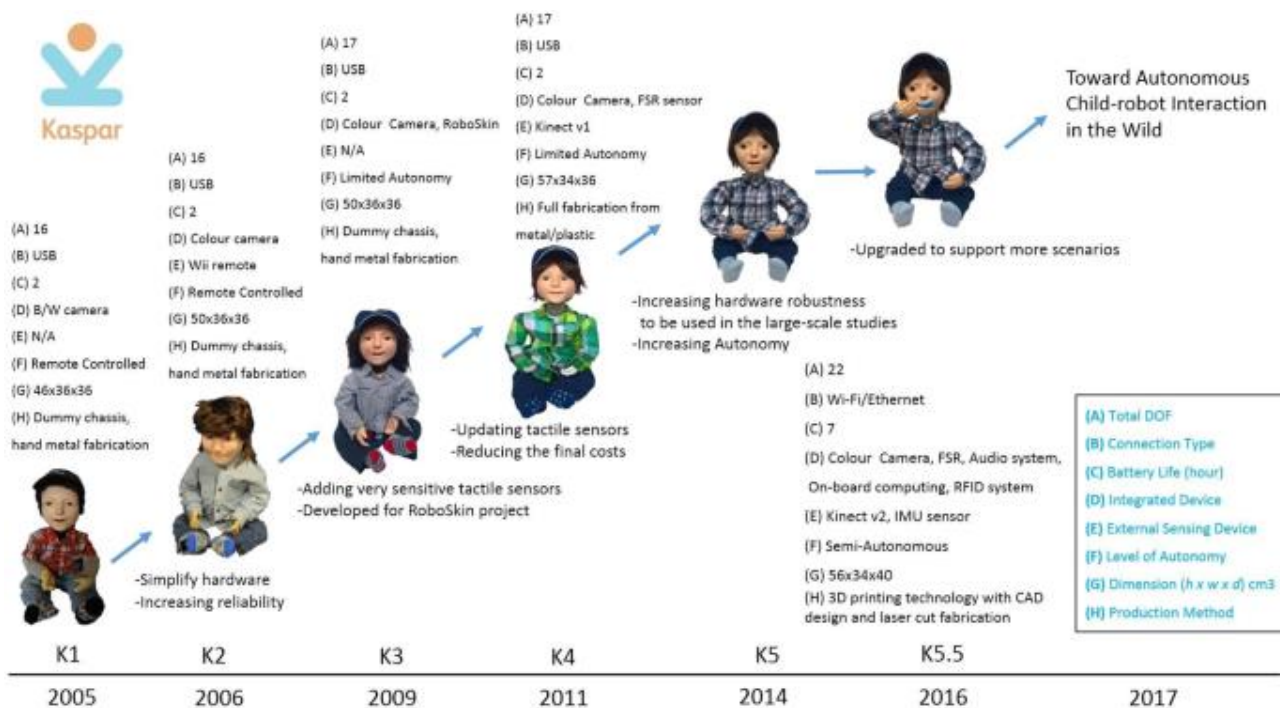 Kaspar
(A) 16
(B) USB
(C) 2
(D) B/W camera
(E) N/A
(F) Remote Controlled
(G) 46x36x36
(H) Dummy chassis,
hand metal fabrication
(A) 16
(B) USB
(C) 2
(D) Colour camera
(E) Wii remote
(F) Remote Controlled
(G) 50x36x36
(H) Dummy chassis,
hand metal fabrication
(A) 17
(B) USB
(C) 2
(D) Colour Camera, RoboSkin
(E) N/A
(F) Limited Autonomy
(G) 50x36x36
(H) Dummy chassis,
hand metal fabrication
(A) 17
(B) USB
(C) 2
(D) Colour Camera, FSR sensor
(E) Kinect v1
(F) Limited Autonomy
(G) 57x34x36
(H) Full fabrication from
metal/plastic
Toward Autonomous
Child-robot Interaction
in the Wild
-Simplify hardware
-Increasing reliability
-Adding very sensitive tactile sensors
-Developed for RoboSkin project
-Updating tactile sensors
-Reducing the final costs
-Increasing hardware robustness
to be used in the large-scale studies
-Increasing Autonomy
-Upgraded to support more scenarios
(A) 22
(B) Wi-Fi/Ethernet
(C) 7
(D) Colour Camera, FSR, Audio system,
On-board computing, RFID system
(E) Kinect v2, IMU sensor
(F) Semi-Autonomous
(G) 56x34x40
(H) 3D printing technology with CAD
design and laser cut fabrication
(A) Total DOF
(B) Connection Type
(C) Battery Life (hour)
(D) Integrated Device
(E) External Sensing Device
(F) Level of Autonomy
(G) Dimension (h x w x d) cm3
(H) Production Method
K1 K2 K3 K4 K5 K5.5
2005 2006 2009 2011 2014 2016 2017